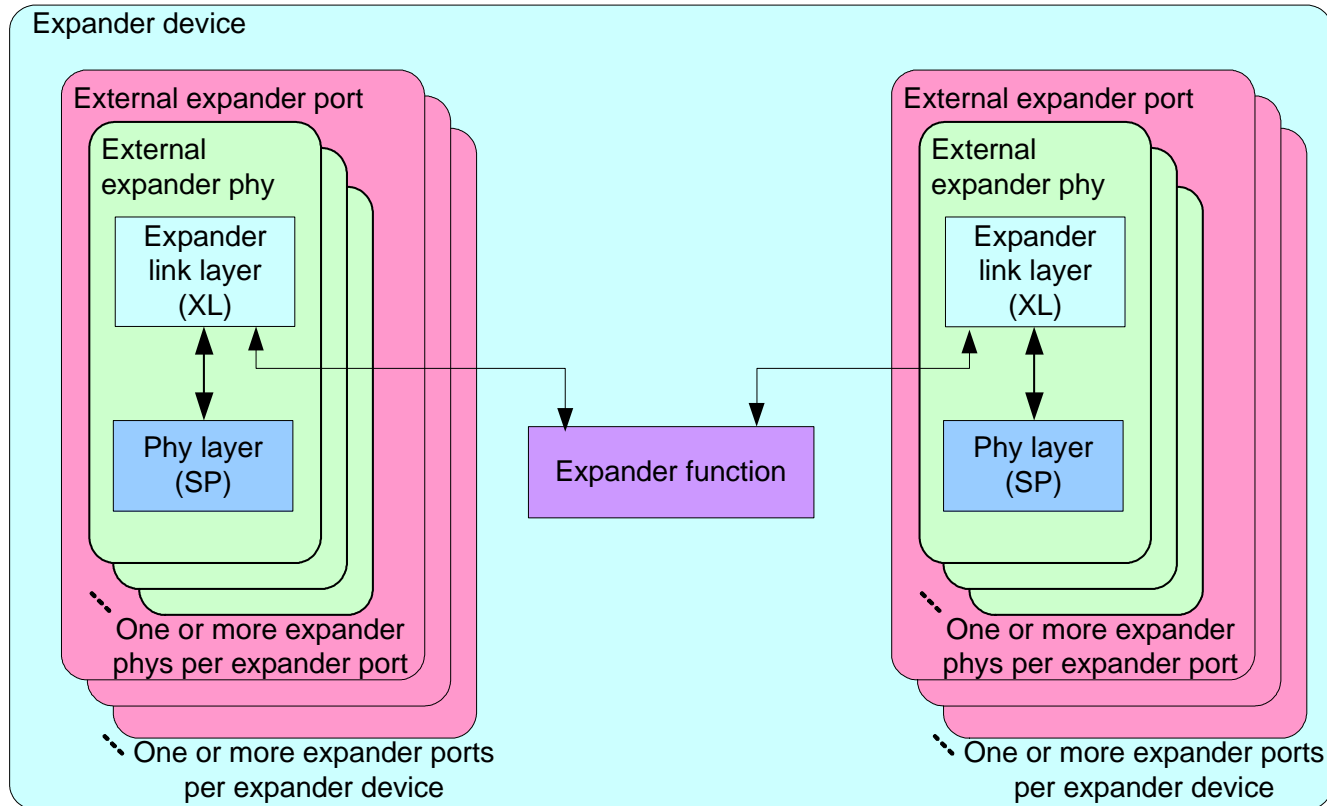 Expander device
External expander port
External
expander phy
Expander
link layer
(XL)
Phy layer
(SP)
One or more expander
phys per expander port
One or more expander ports
per expander device
Expander function
External expander port
External
expander phy
Expander
link layer
(XL)
Phy layer
(SP)
One or more expander
phys per expander port
One or more expander ports
per expander device